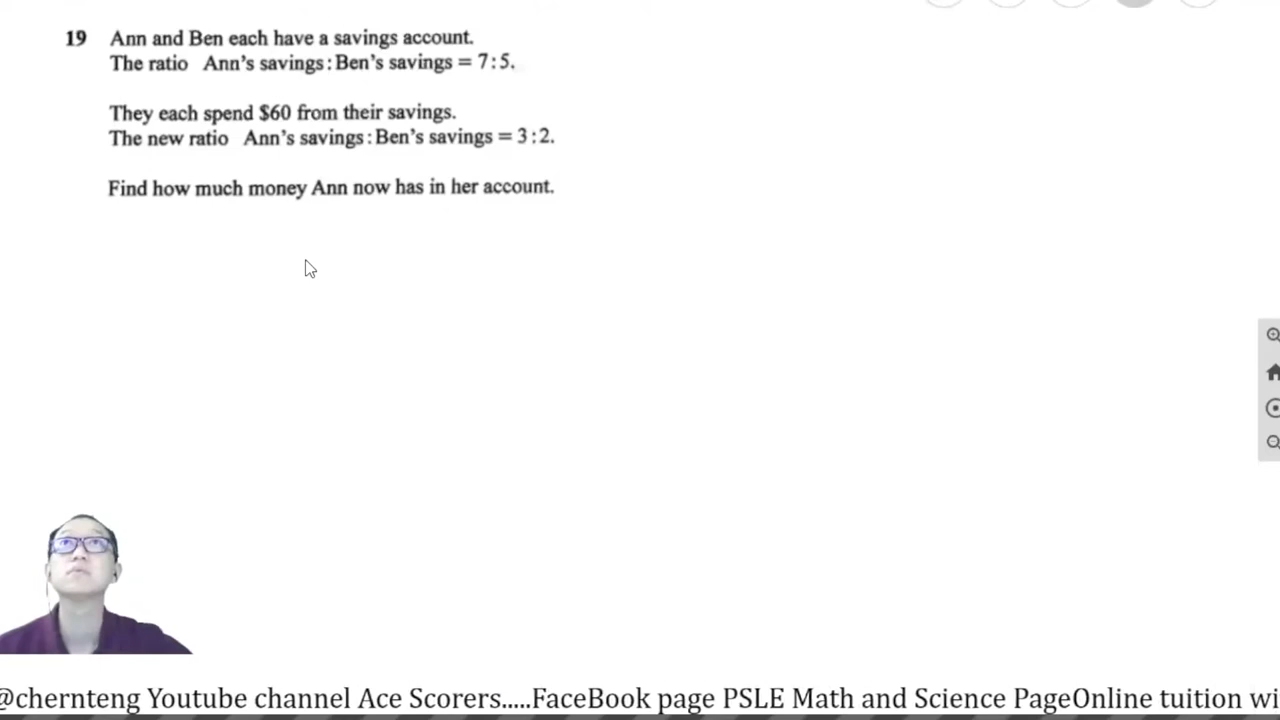 19 Ann and Ben each have a savings account.
The ratio Ann's savings : Ben's savings = 7 : 5.
They each spend $60 from their savings.
The new ratio Ann's savings : Ben's savings = 3 : 2.
Find how much money Ann now has in her account.
@chernteng Youtube channel Ace Scorers.....FaceBook page PSLE Math and Science PageOnline tuition wi